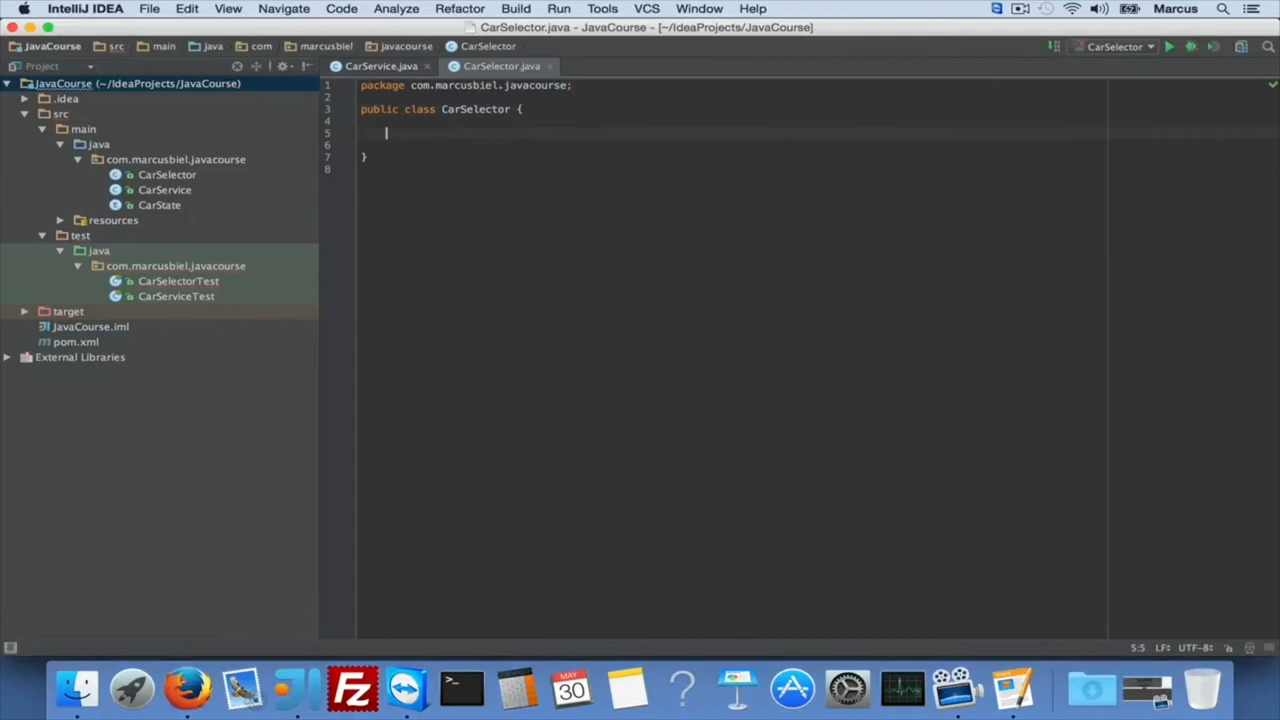 IntelliJ IDEA File Edit View Navigate Code Analyze Refactor Build Run Tools VCS Window Help Marcus
CarSelector.java - JavaCourse - [~/IdeaProjects/JavaCourse]
JavaCourse src main java com marcusbiel javacourse CarSelector CarSelector
Project CarService.java CarSelector.java
JavaCourse (~/IdeaProjects/JavaCourse)
.idea
src
main
java
com.marcusbiel.javacourse
CarSelector
CarService
CarState
resources
test
java
com.marcusbiel.javacourse
CarSelectorTest
CarServiceTest
target
JavaCourse.iml
pom.xml
External Libraries
1 package com.marcusbiel.javacourse;
2
3 public class CarSelector {
4
5
6
7 }
8
5:5 LF÷ UTF-8÷
MAY
30